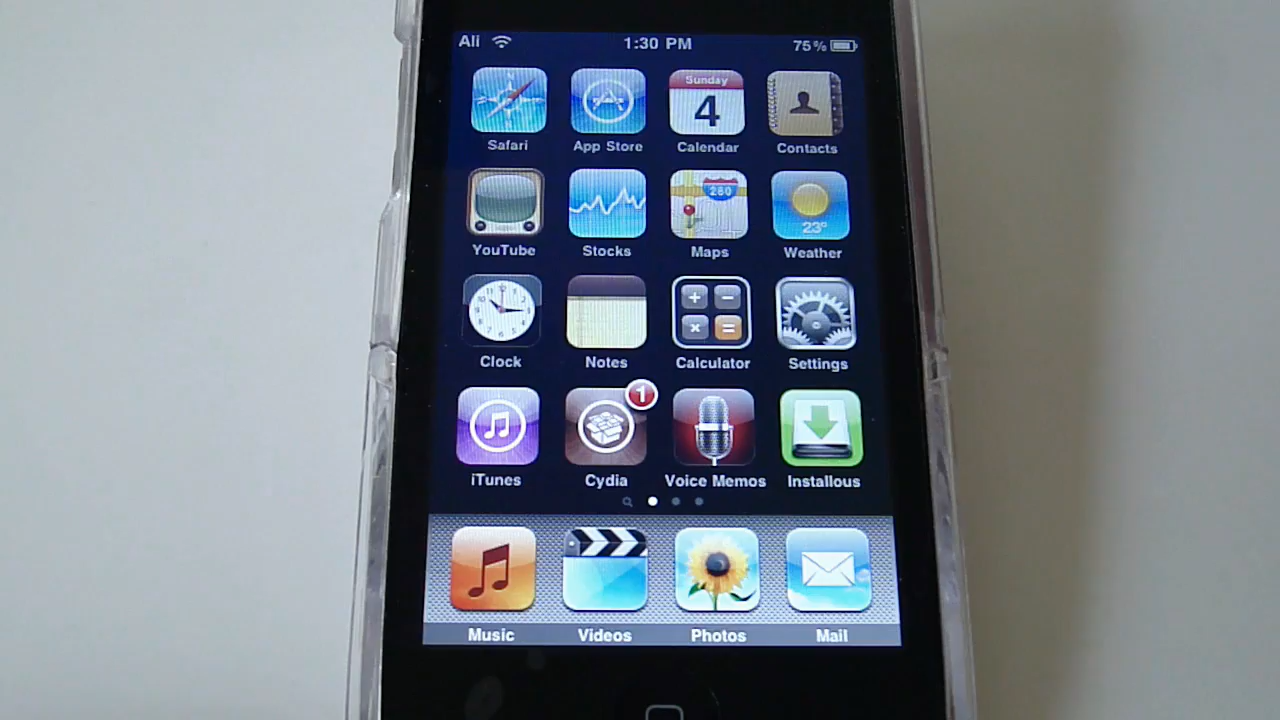 Ali 1:30 PM 75%
Sunday
4
Safari App Store Calendar Contacts
280
23°
YouTube Stocks Maps Weather
+ −
× =
Clock Notes Calculator Settings
1
iTunes Cydia Voice Memos Installous
Music Videos Photos Mail